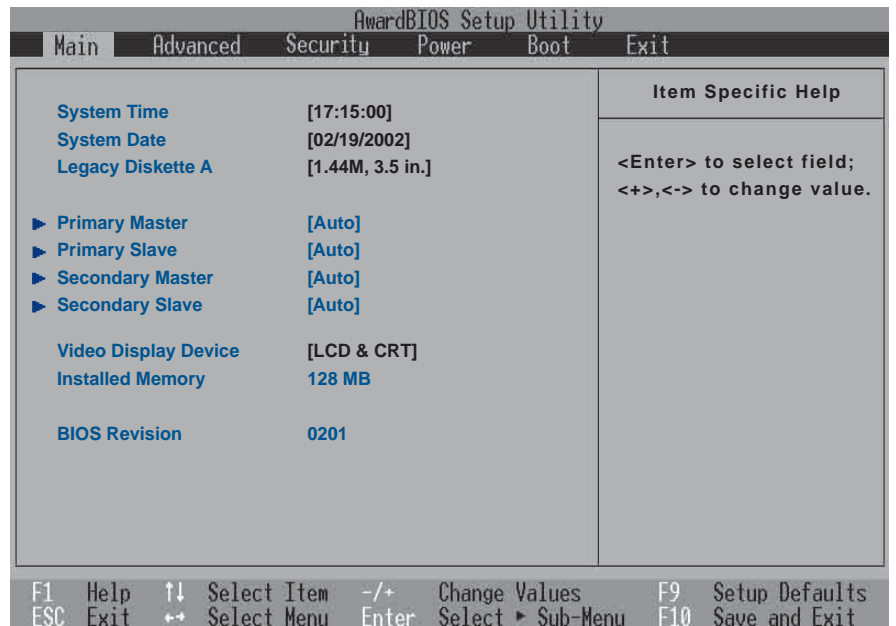 AwardBIOS Setup Utility
Main Advanced Security Power Boot Exit
Item Specific Help
System Time [17:15:00]
System Date [02/19/2002]
Legacy Diskette A [1.44M, 3.5 in.]
<Enter> to select field;
<+>,<-> to change value.
▶ Primary Master [Auto]
▶ Primary Slave [Auto]
▶ Secondary Master [Auto]
▶ Secondary Slave [Auto]
Video Display Device [LCD & CRT]
Installed Memory 128 MB
BIOS Revision 0201
F1 Help ↑↓ Select Item -/+ Change Values F9 Setup Defaults
ESC Exit ←→ Select Menu Enter Select ▶ Sub-Menu F10 Save and Exit